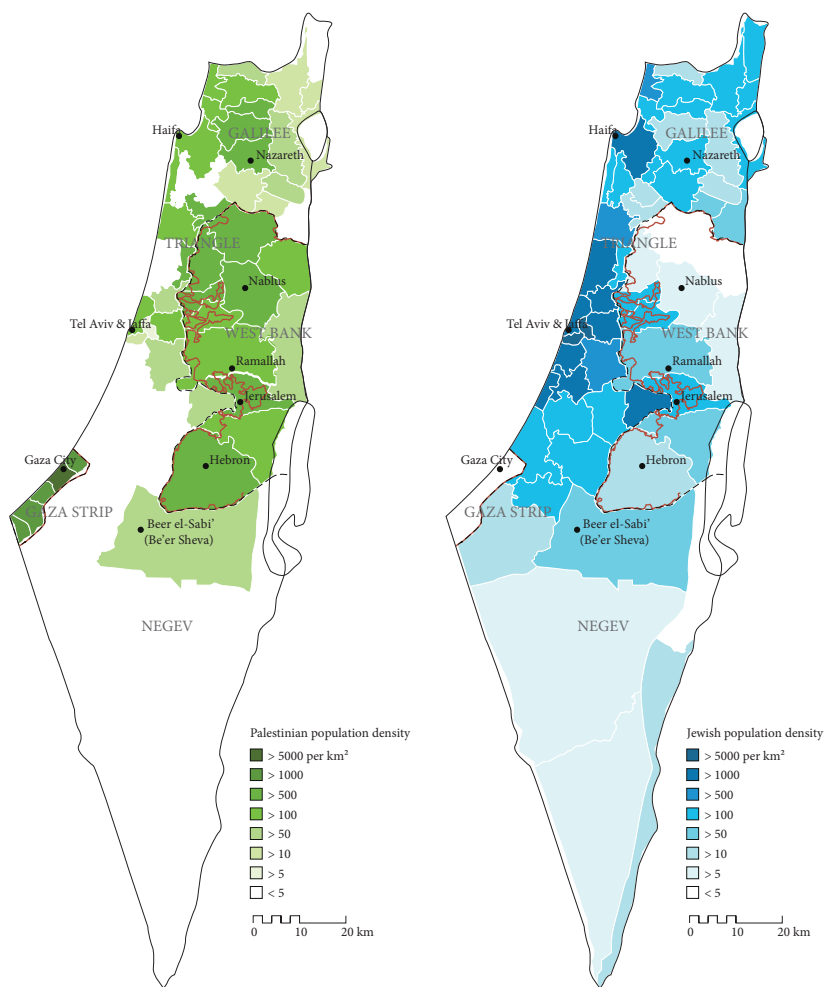 Haifa
GALILEE
Nazareth
TRIANGLE
Nablus
Tel Aviv & Jaffa
WEST BANK
Ramallah
Jerusalem
Gaza City
Hebron
GAZA STRIP
Beer el-Sabi’
(Be’er Sheva)
NEGEV
Palestinian population density
> 5000 per km²
> 1000
> 500
> 100
> 50
> 10
> 5
< 5
0 10 20 km
Haifa
GALILEE
Nazareth
TRIANGLE
Nablus
Tel Aviv & Jaffa
WEST BANK
Ramallah
Jerusalem
Gaza City
Hebron
GAZA STRIP
Beer el-Sabi’
(Be’er Sheva)
NEGEV
Jewish population density
> 5000 per km²
> 1000
> 500
> 100
> 50
> 10
> 5
< 5
0 10 20 km